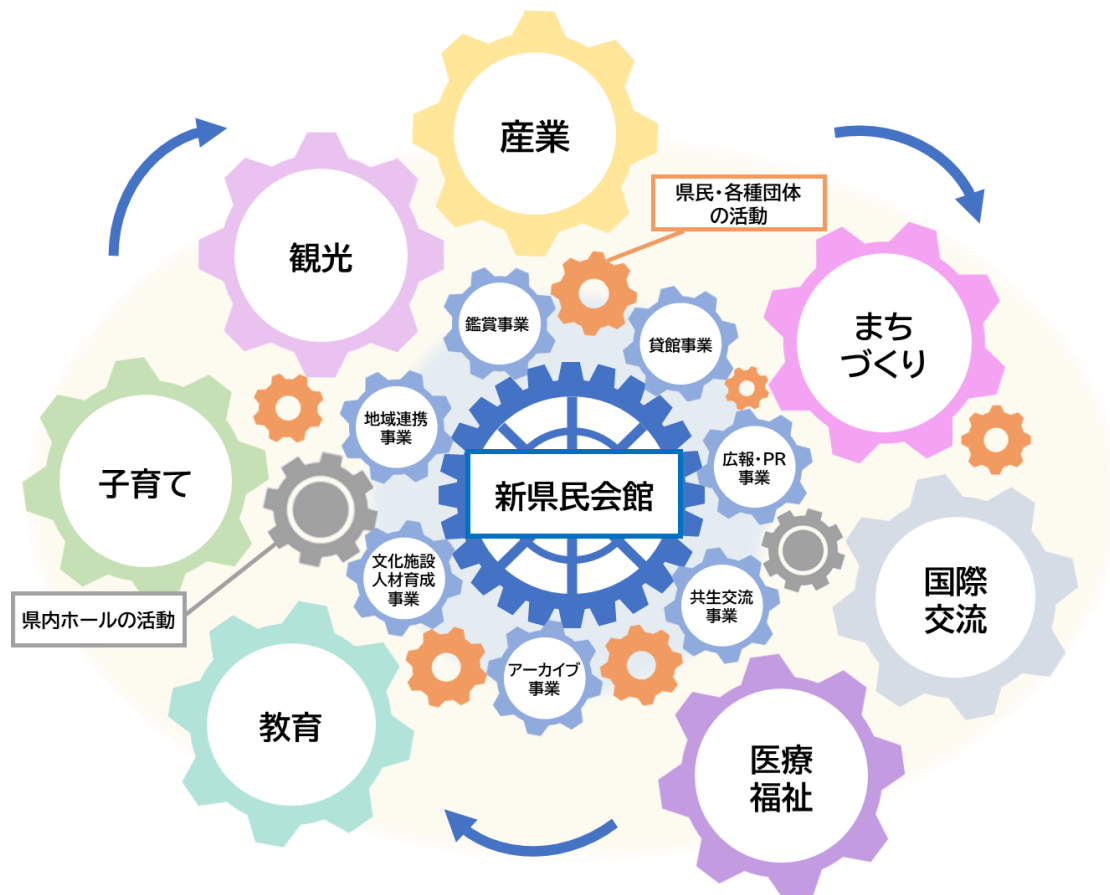 産業
県民・各種団体
の活動
観光
鑑賞事業
貸館事業
まち
づくり
地域連携
事業
広報・PR
事業
子育て
新県民会館
文化施設
人材育成
事業
共生交流
事業
国際
交流
県内ホールの活動
アーカイブ
事業
教育
医療
福祉